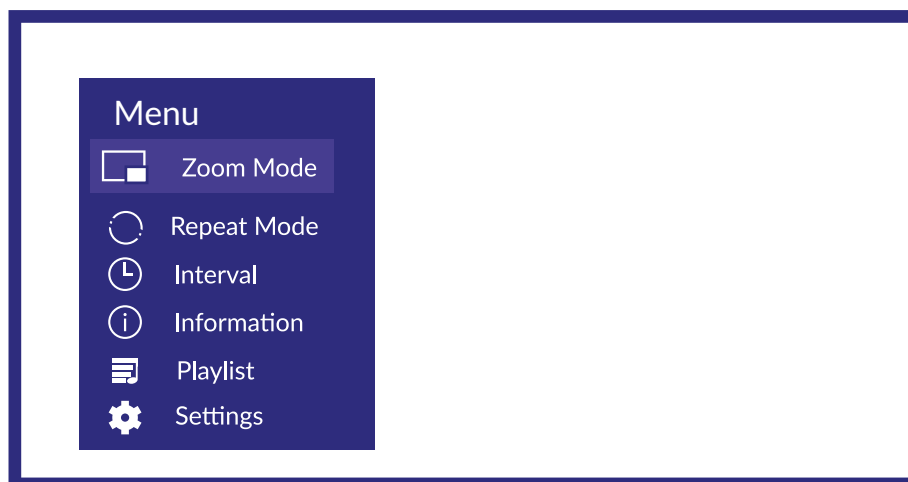 Menu
Zoom Mode
Repeat Mode
Interval
Information
Playlist
Settings